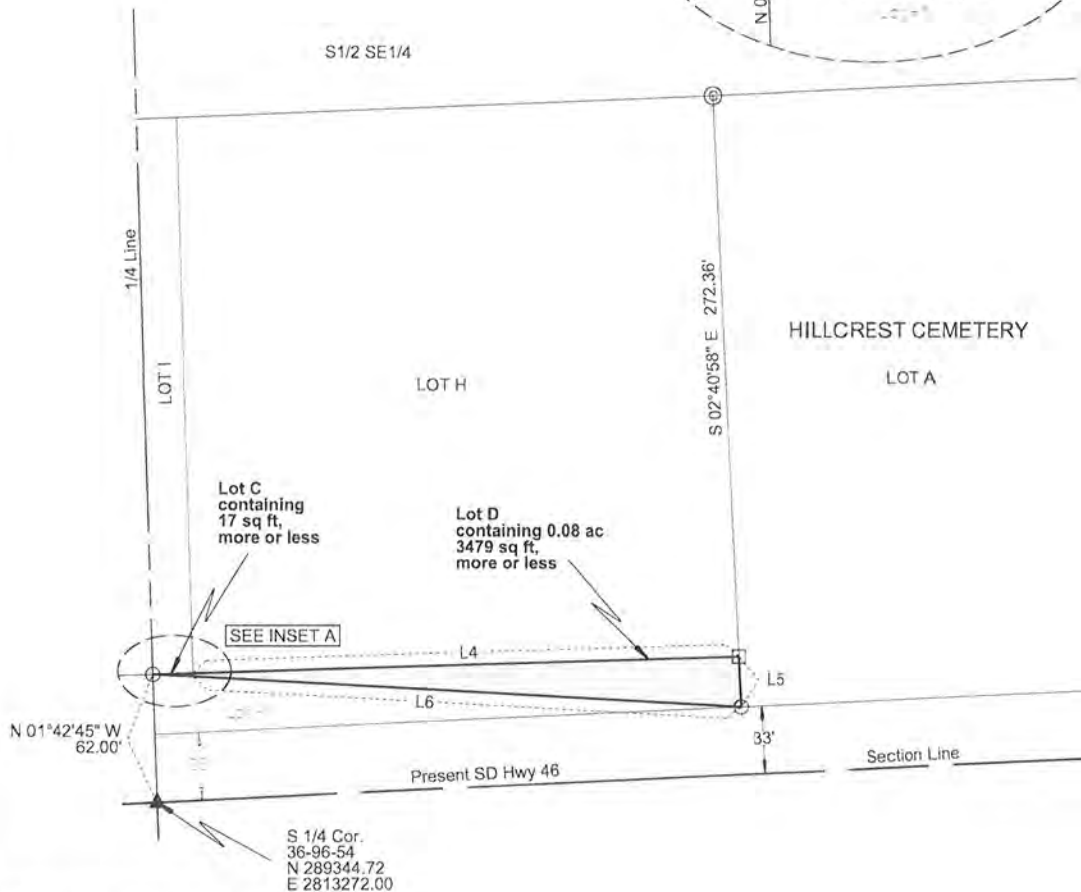 N 0
S1/2 SE1/4
1/4 Line
LOT I
LOT H
S 02°40'58" E 272.36'
HILLCREST CEMETERY
LOT A
Lot C
containing
17 sq ft,
more or less
Lot D
containing 0.08 ac
3479 sq ft,
more or less
SEE INSET A
L4
L5
L6
N 01°42'45" W
62.00'
33'
Present SD Hwy 46
Section Line
S 1/4 Cor.
36-96-54
N 289344.72
E 2813272.00